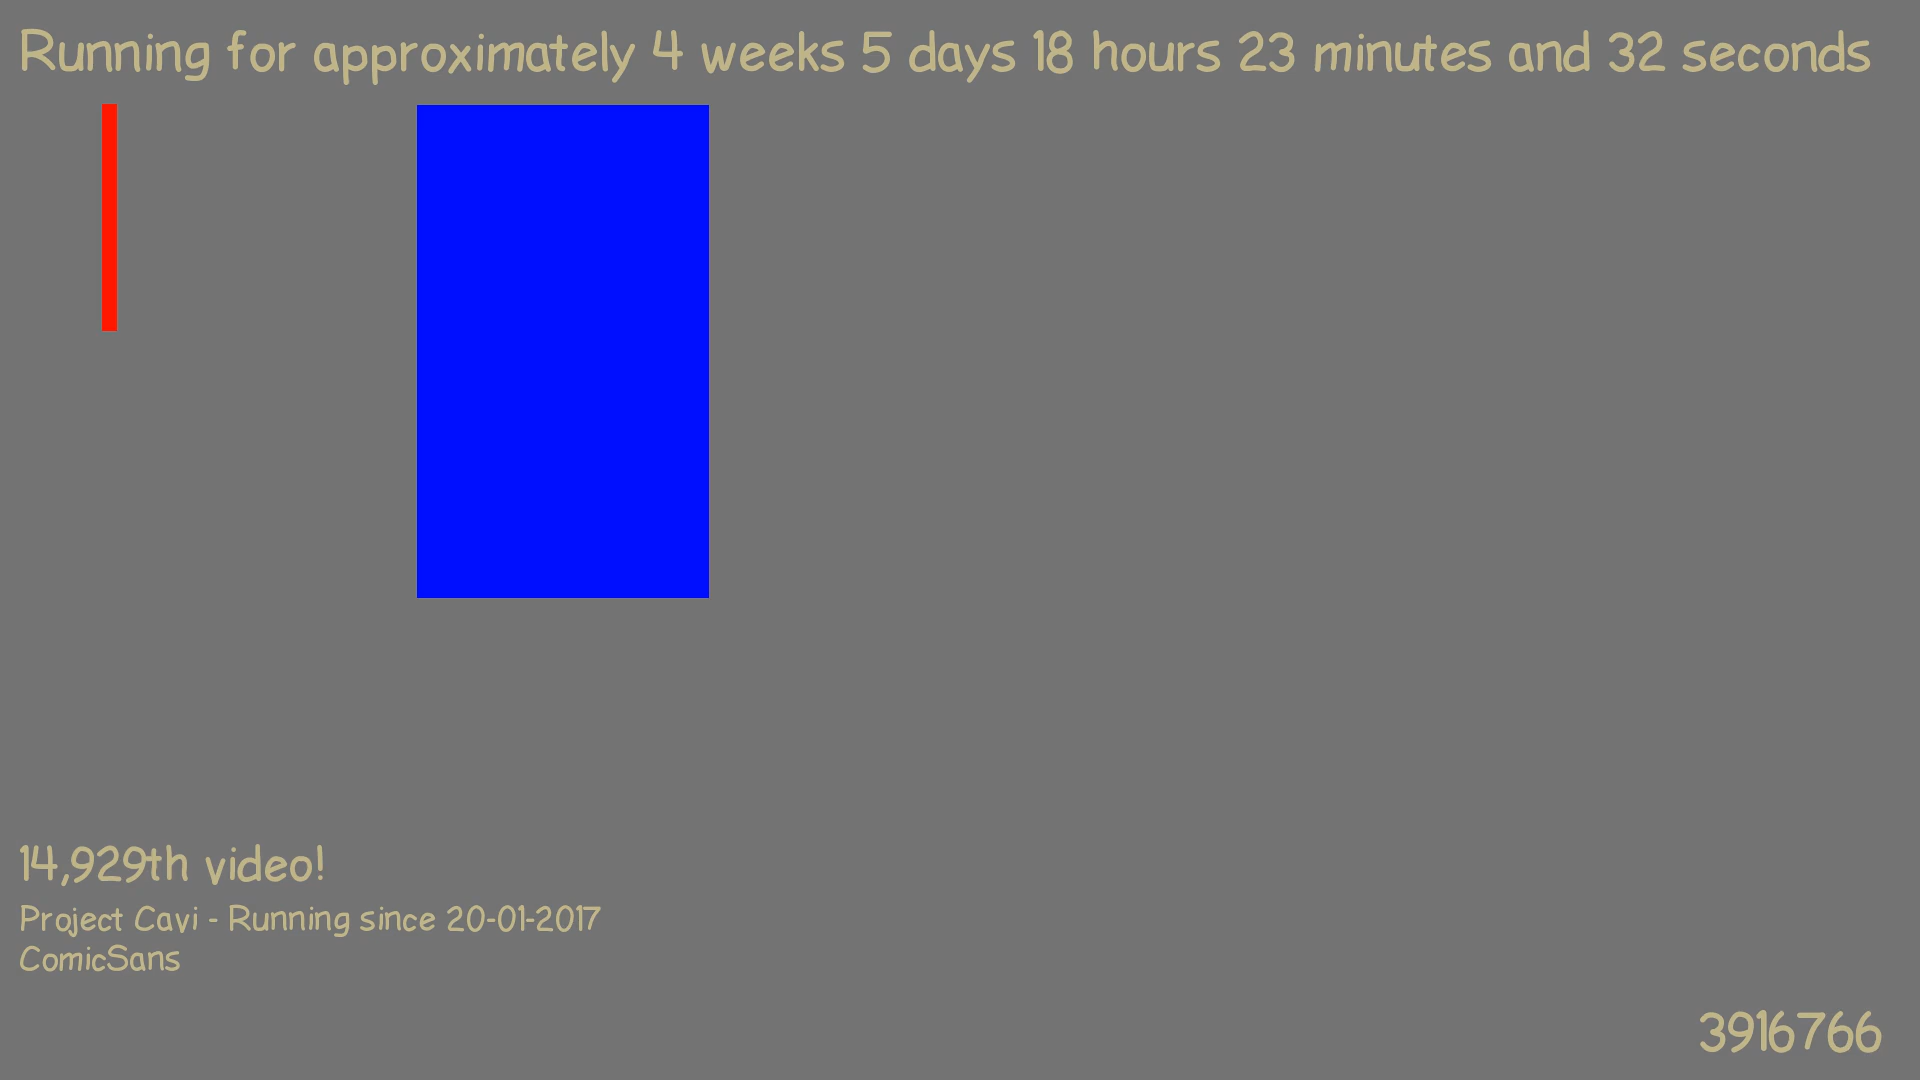 Running for approximately 4 weeks 5 days 18 hours 23 minutes and 32 seconds
14,929th video!
Project Cavi - Running since 20-01-2017
ComicSans
3916766